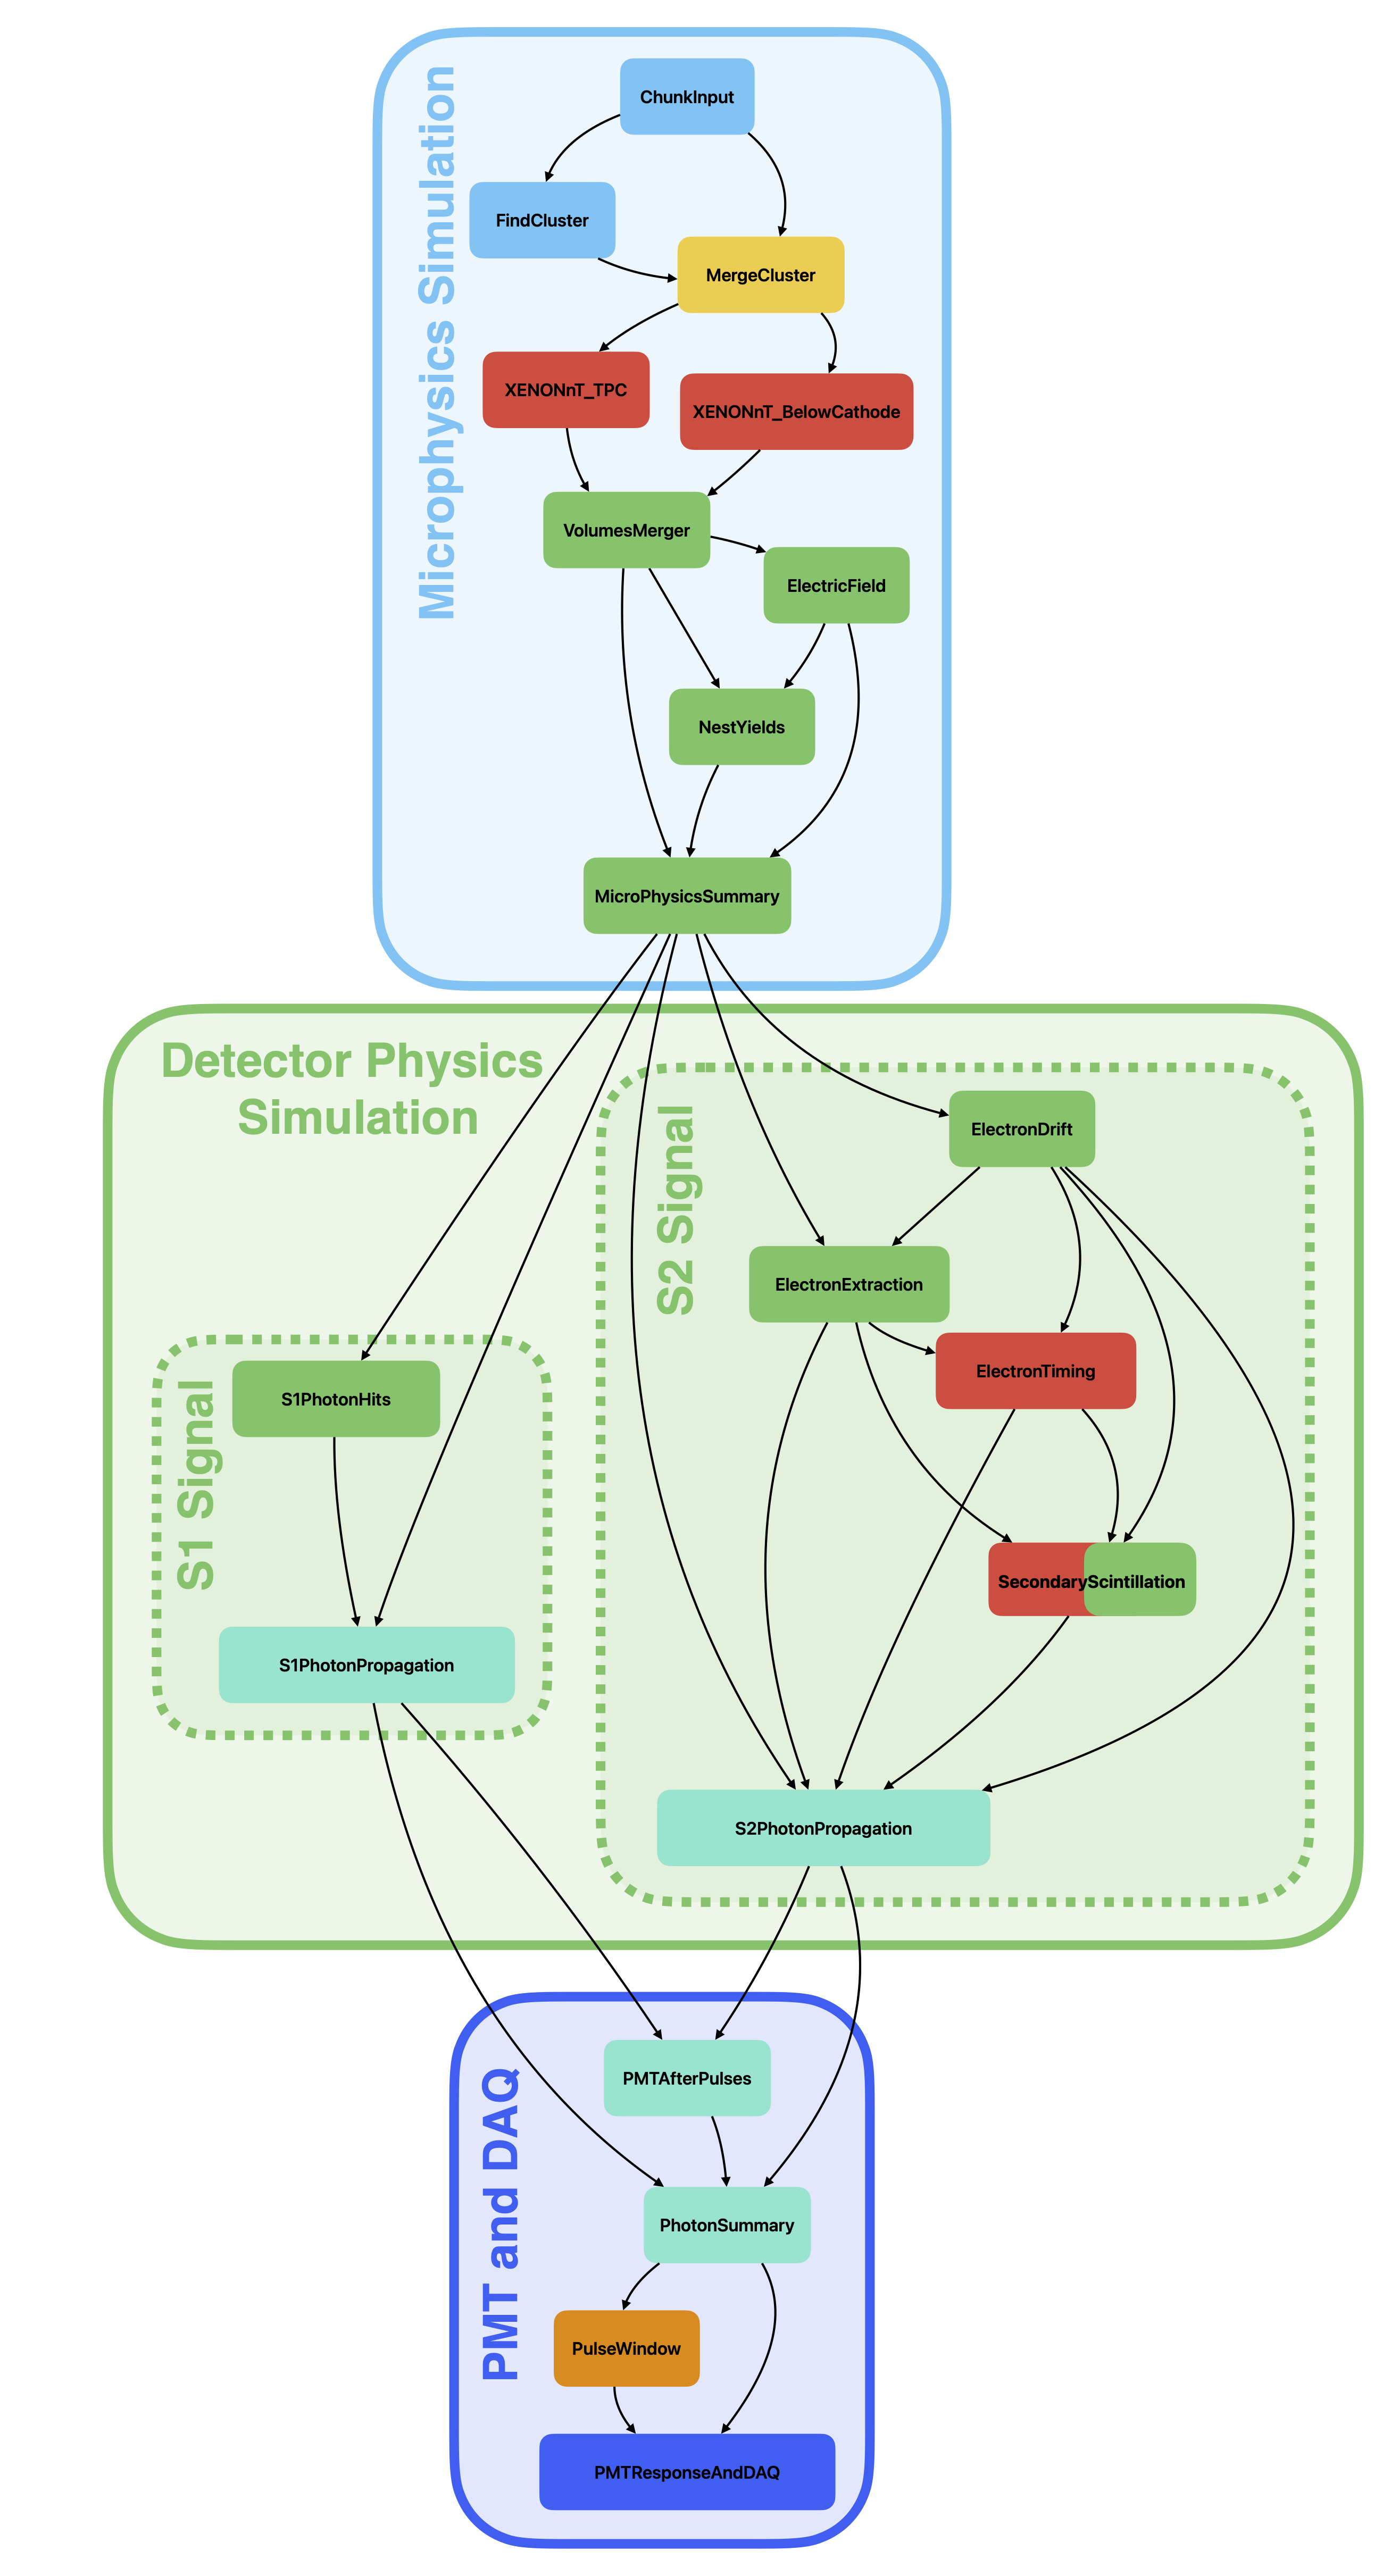 Microphysics Simulation
ChunkInput
FindCluster
MergeCluster
XENONnT_TPC
XENONnT_BelowCathode
VolumesMerger
ElectricField
NestYields
MicroPhysicsSummary
Detector Physics
Simulation
S2 Signal
ElectronDrift
ElectronExtraction
ElectronTiming
S1 Signal
S1PhotonHits
SecondaryScintillation
S1PhotonPropagation
S2PhotonPropagation
PMT and DAQ
PMTAfterPulses
PhotonSummary
PulseWindow
PMTResponseAndDAQ